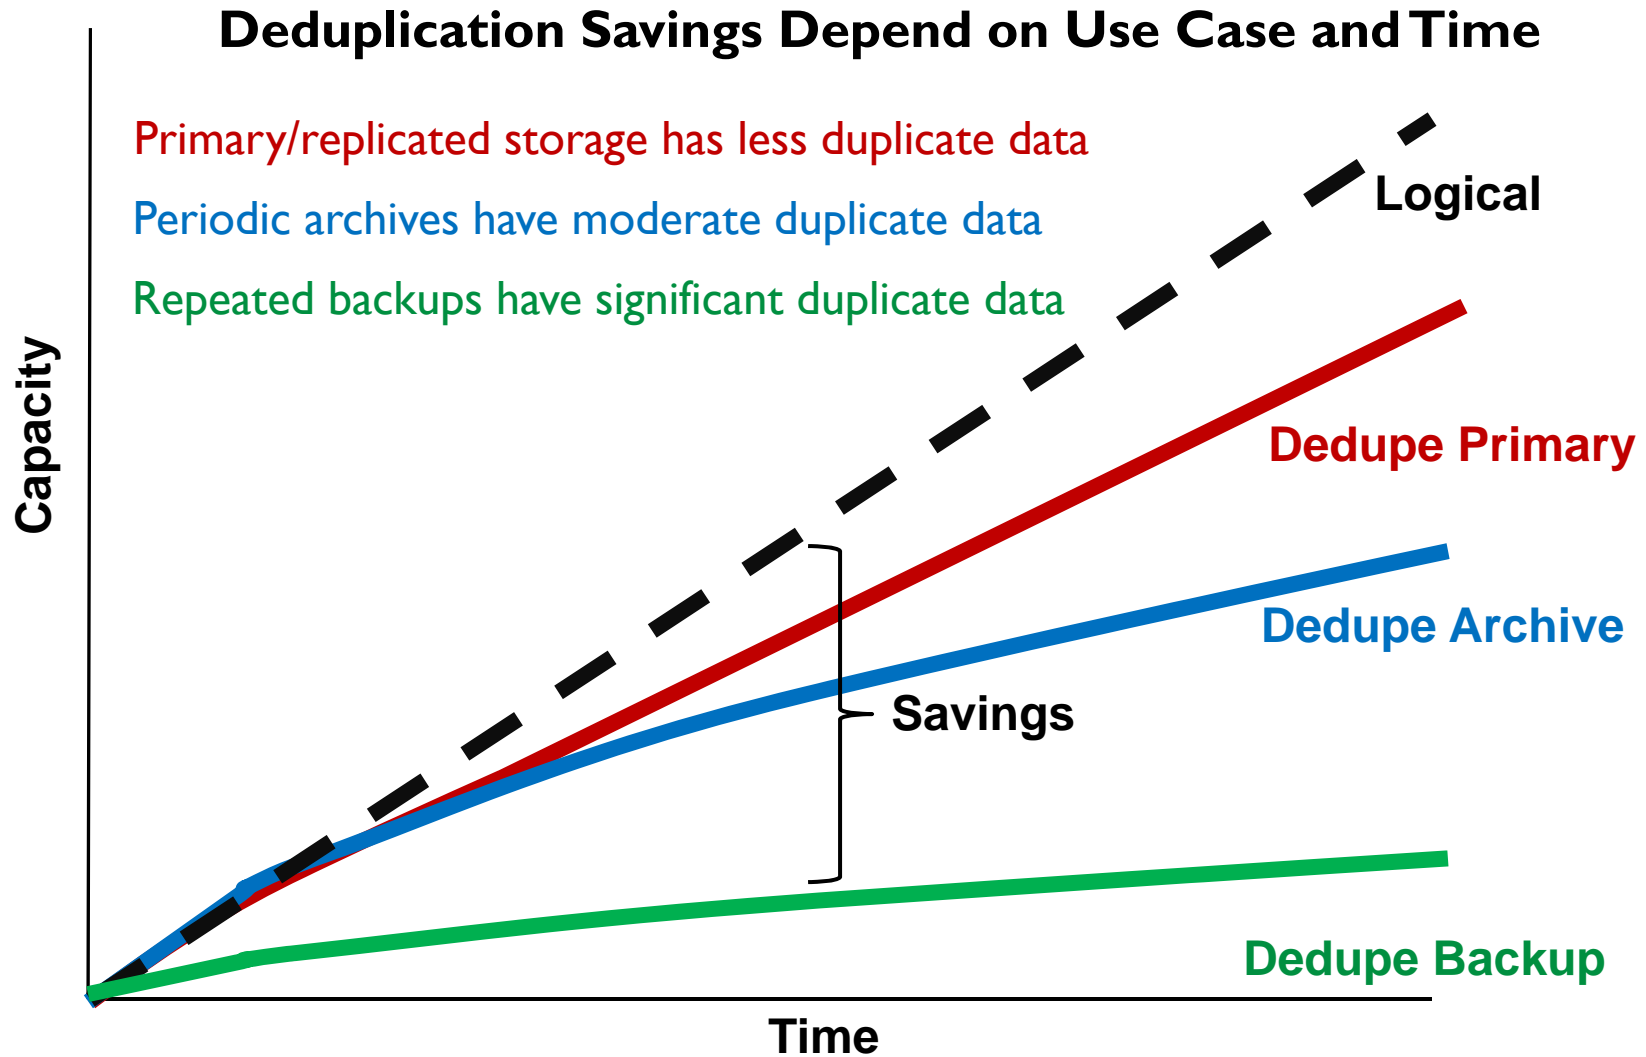 Deduplication Savings Depend on Use Case and Time
Primary/replicated storage has less duplicate data
Periodic archives have moderate duplicate data
Repeated backups have significant duplicate data
Logical
Capacity
Dedupe Primary
Dedupe Archive
Savings
Dedupe Backup
Time